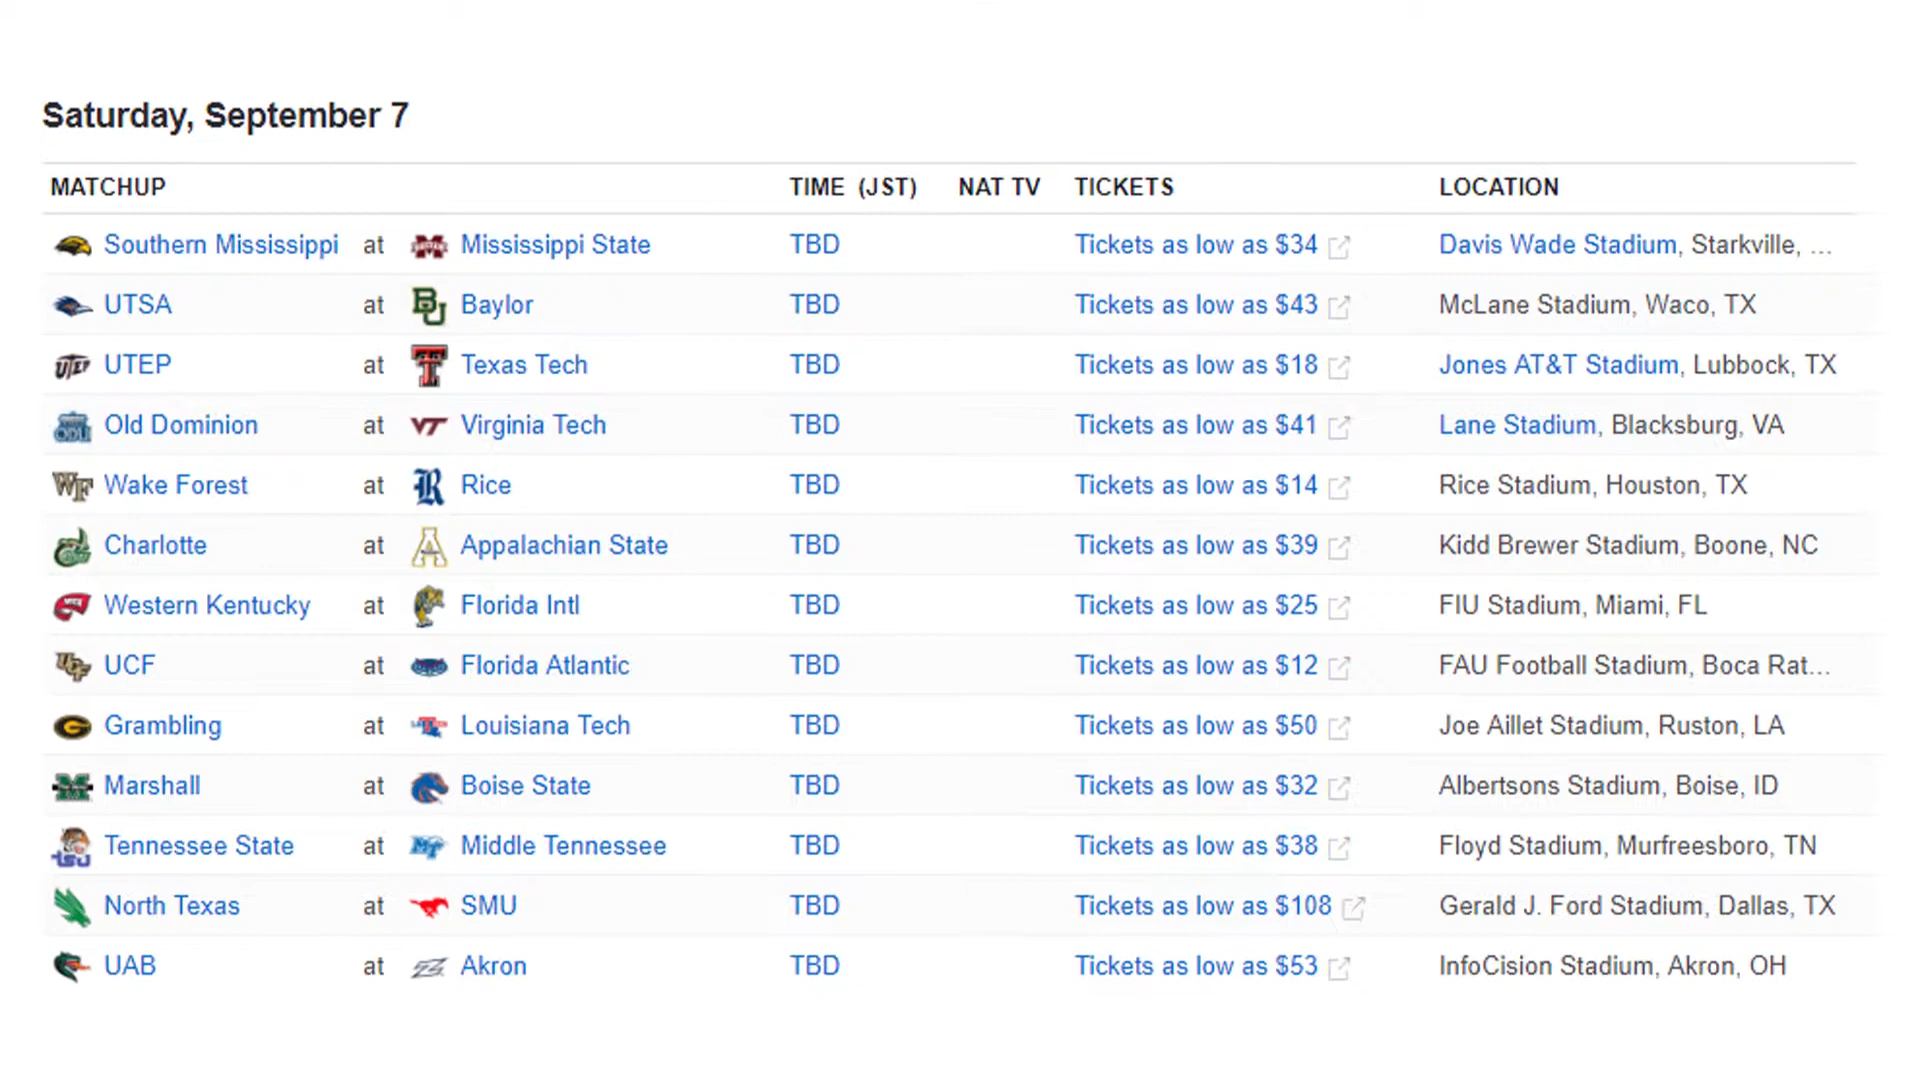 Saturday, September 7
MATCHUP TIME (JST) NAT TV TICKETS LOCATION
Southern Mississippi at Mississippi State TBD Tickets as low as $34 Davis Wade Stadium, Starkville, ...
UTSA at Baylor TBD Tickets as low as $43 McLane Stadium, Waco, TX
UTEP at Texas Tech TBD Tickets as low as $18 Jones AT&T Stadium, Lubbock, TX
Old Dominion at Virginia Tech TBD Tickets as low as $41 Lane Stadium, Blacksburg, VA
Wake Forest at Rice TBD Tickets as low as $14 Rice Stadium, Houston, TX
Charlotte at Appalachian State TBD Tickets as low as $39 Kidd Brewer Stadium, Boone, NC
Western Kentucky at Florida Intl TBD Tickets as low as $25 FIU Stadium, Miami, FL
UCF at Florida Atlantic TBD Tickets as low as $12 FAU Football Stadium, Boca Rat...
Grambling at Louisiana Tech TBD Tickets as low as $50 Joe Aillet Stadium, Ruston, LA
Marshall at Boise State TBD Tickets as low as $32 Albertsons Stadium, Boise, ID
Tennessee State at Middle Tennessee TBD Tickets as low as $38 Floyd Stadium, Murfreesboro, TN
North Texas at SMU TBD Tickets as low as $108 Gerald J. Ford Stadium, Dallas, TX
UAB at Akron TBD Tickets as low as $53 InfoCision Stadium, Akron, OH